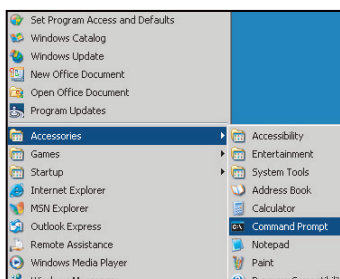 Set Program Access and Defaults
Windows Catalog
Windows Update
New Office Document
Open Office Document
Program Updates
Accessories
Games
Startup
Internet Explorer
MSN Explorer
Outlook Express
Remote Assistance
Windows Media Player
Accessibility
Entertainment
System Tools
Address Book
Calculator
Command Prompt
Notepad
Paint